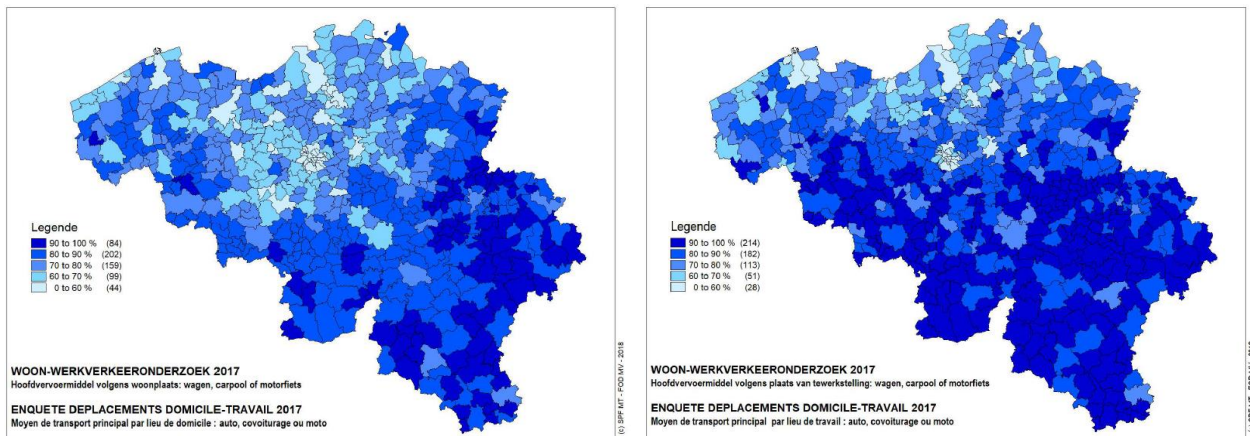 Legende
90 to 100 % (84)
80 to 90 % (202)
70 to 80 % (159)
60 to 70 % (99)
0 to 60 % (44)
WOON-WERKVERKEERONDERZOEK 2017
Hoofdvervoermiddel volgens woonplaats: wagen, carpool of motorfiets
ENQUETE DEPLACEMENTS DOMICILE-TRAVAIL 2017
Moyen de transport principal par lieu de domicile : auto, covoiturage ou moto
(c) SPF MT - FOD MV - 2018
Legende
90 to 100 % (214)
80 to 90 % (182)
70 to 80 % (113)
60 to 70 % (51)
0 to 60 % (28)
WOON-WERKVERKEERONDERZOEK 2017
Hoofdvervoermiddel volgens plaats van tewerkstelling: wagen, carpool of motorfiets
ENQUETE DEPLACEMENTS DOMICILE-TRAVAIL 2017
Moyen de transport principal par lieu de travail : auto, covoiturage ou moto